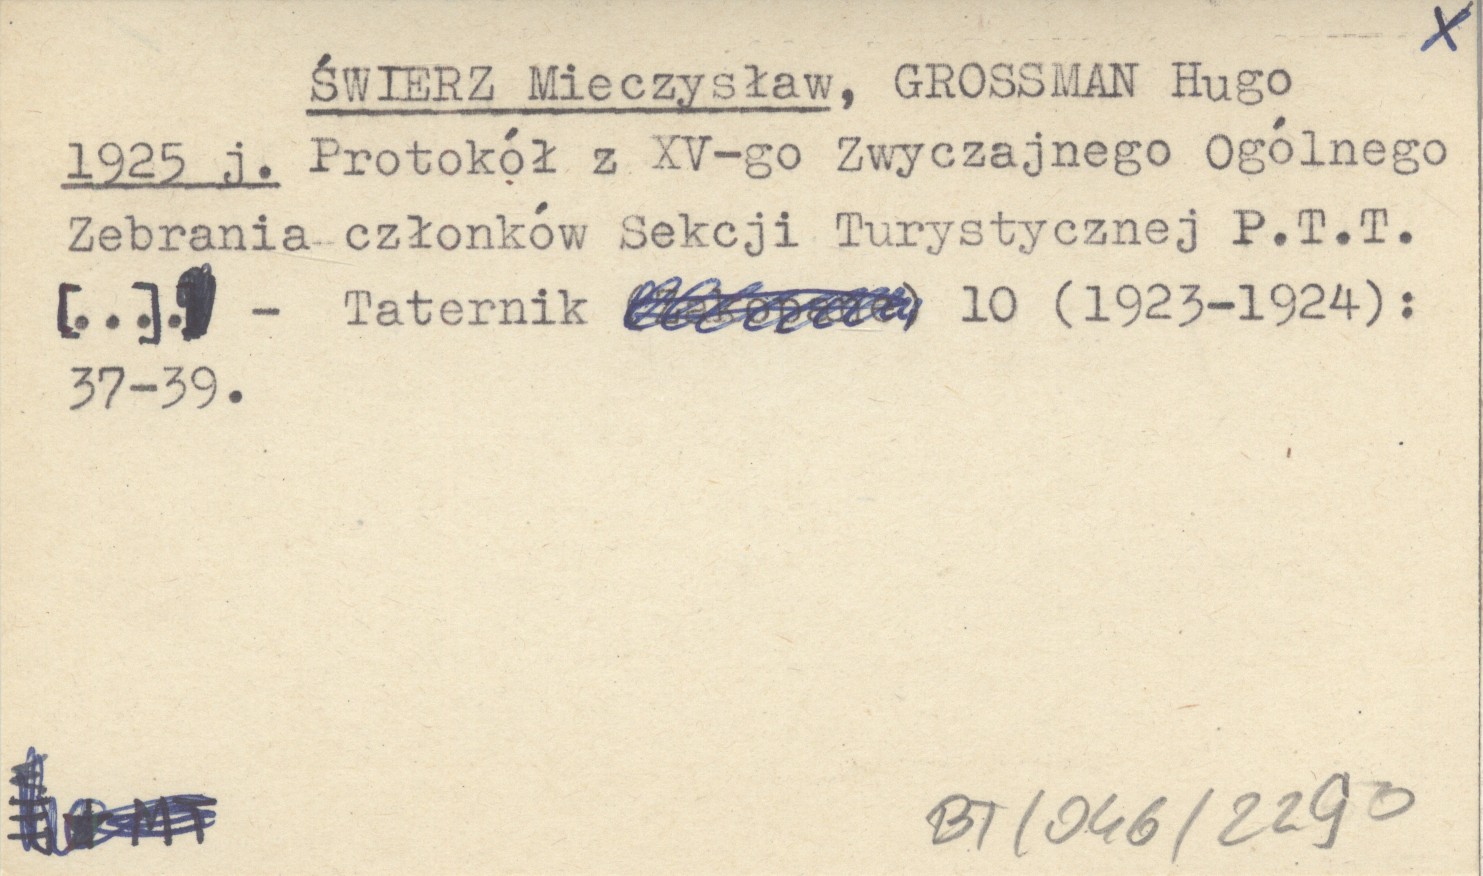 X
ŚWIERZ Mieczysław, GROSSMAN Hugo
1925 j. Protokół z XV-go Zwyczajnego Ogólnego
Zebrania członków Sekcji Turystycznej P.T.T.
[...]. - Taternik 10 (1923-1924):
37-39.
BT/046/2290